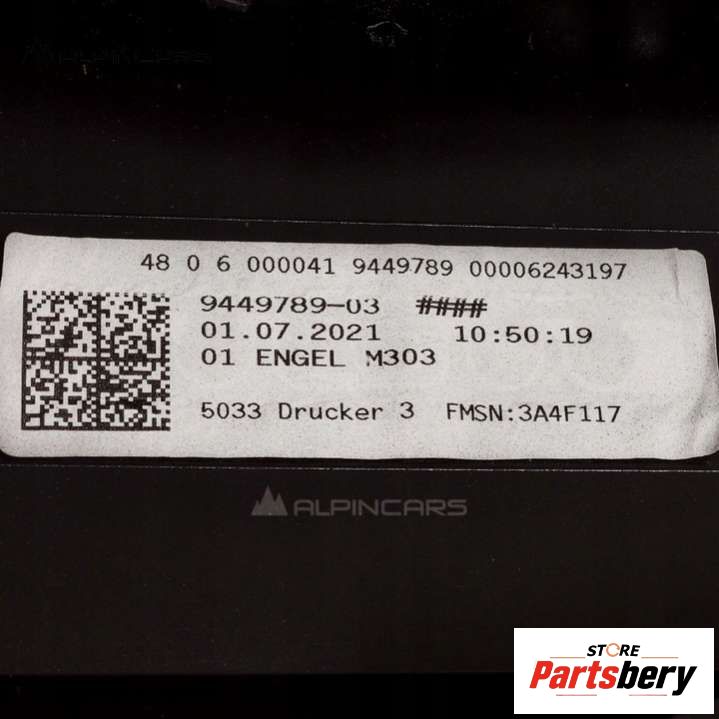 ALPINCARS
48 0 6 000041 9449789 00006243197
9449789-03 ####
01.07.2021 10:50:19
01 ENGEL M303
5033 Drucker 3 FMSN:3A4F117
ALPINCARS
STORE
Partsbery